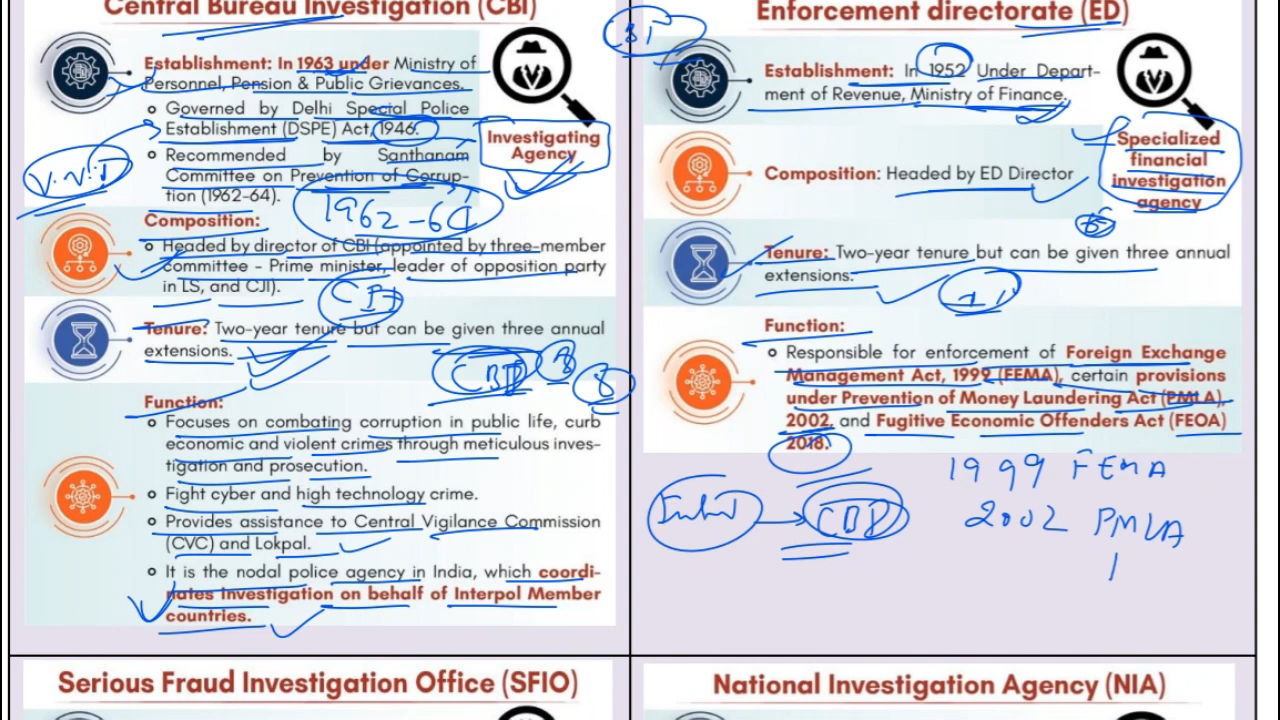 Central Bureau Investigation (CBI)
Establishment: In 1963 under Ministry of
Personnel, Pension & Public Grievances.
Governed by Delhi Special Police
Establishment (DSPE) Act, 1946.
Recommended by Santhanam
Committee on Prevention of Corrup-
tion (1962-64).
Investigating
Agency
V.V.I
1962-64
Composition:
Headed by director of CBI (appointed by three-member
committee - Prime minister, leader of opposition party
in LS, and CJI).
Tenure: Two-year tenure but can be given three annual
extensions.
CBI
Function:
Focuses on combating corruption in public life, curb
economic and violent crimes through meticulous inves-
tigation and prosecution.
Fight cyber and high technology crime.
Provides assistance to Central Vigilance Commission
(CVC) and Lokpal.
It is the nodal police agency in India, which coordi-
nates investigation on behalf of Interpol Member
countries.
Enforcement directorate (ED)
Establishment: In 1952 Under Depart-
ment of Revenue, Ministry of Finance.
Specialized
financial
investigation
agency
Composition: Headed by ED Director
Tenure: Two-year tenure but can be given three annual
extensions.
Function:
Responsible for enforcement of Foreign Exchange
Management Act, 1999 (FEMA), certain provisions
under Prevention of Money Laundering Act (PMLA),
2002, and Fugitive Economic Offenders Act (FEOA)
2018.
1999 FEMA
2002 PMLA
Serious Fraud Investigation Office (SFIO)
National Investigation Agency (NIA)